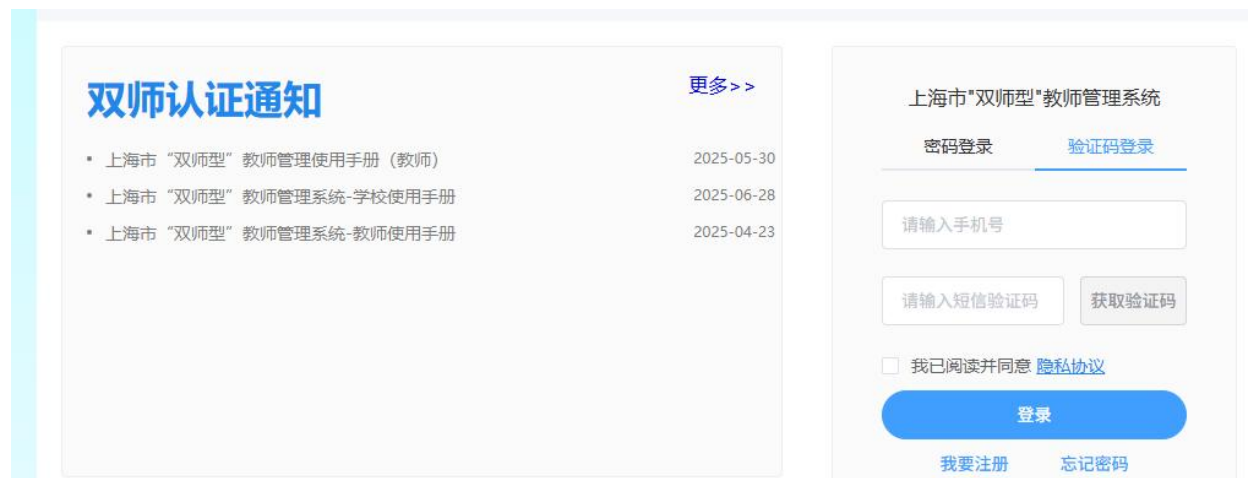 双师认证通知
更多>>
• 上海市“双师型”教师管理使用手册（教师） 2025-05-30
• 上海市“双师型”教师管理系统-学校使用手册 2025-06-28
• 上海市“双师型”教师管理系统-教师使用手册 2025-04-23
上海市"双师型"教师管理系统
密码登录 验证码登录
请输入手机号
请输入短信验证码 获取验证码
我已阅读并同意 隐私协议
登录
我要注册 忘记密码